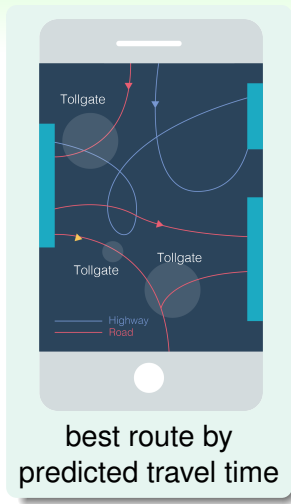 Tollgate
Tollgate
Tollgate
Highway
Road
best route by
predicted travel time